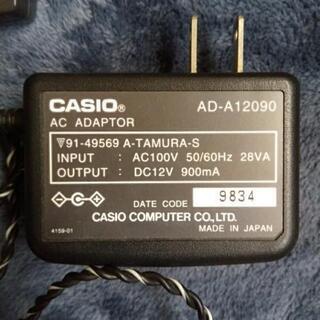 CASIO®
AD-A12090
AC ADAPTOR
▽91-49569 A-TAMURA-S
INPUT : AC100V 50/60Hz 28VA
OUTPUT : DC12V 900mA
DATE CODE 9834
CASIO COMPUTER CO.,LTD.
4159-01
MADE IN JAPAN